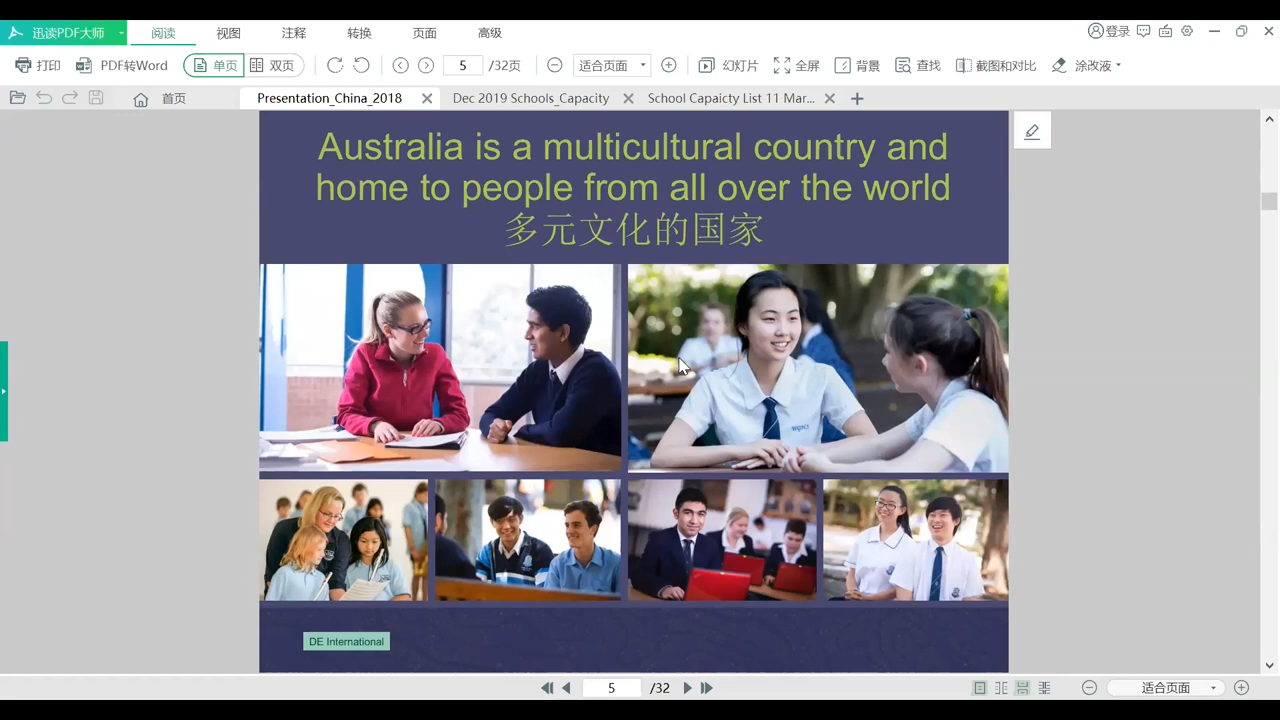 迅读PDF大师
阅读
视图
注释
转换
页面
高级
登录
打印
PDF转Word
单页
双页
5
/32页
适合页面
幻灯片
全屏
背景
查找
截图和对比
涂改液
首页
Presentation_China_2018
Dec 2019 Schools_Capacity
School Capaicty List 11 Mar...
Australia is a multicultural country and
home to people from all over the world
多元文化的国家
DE International
5
/32
适合页面